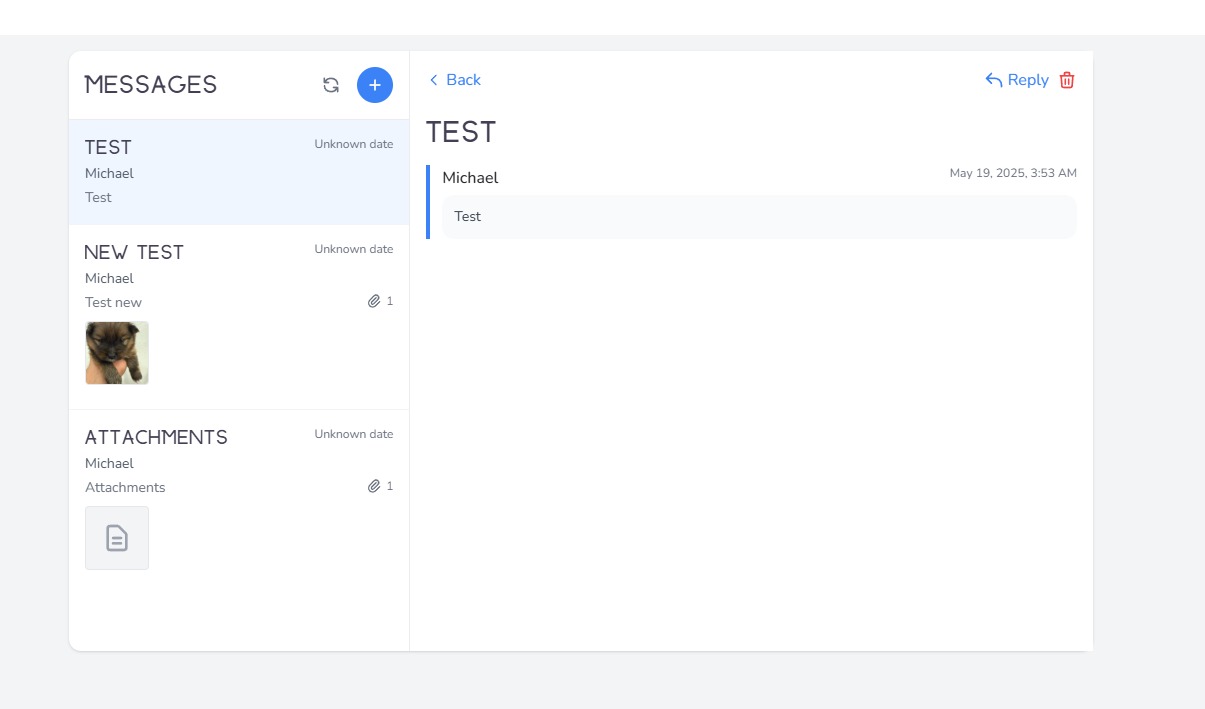 MESSAGES
TEST
Unknown date
Michael
Test
NEW TEST
Unknown date
Michael
Test new
1
ATTACHMENTS
Unknown date
Michael
Attachments
1
Back
Reply
TEST
Michael
May 19, 2025, 3:53 AM
Test